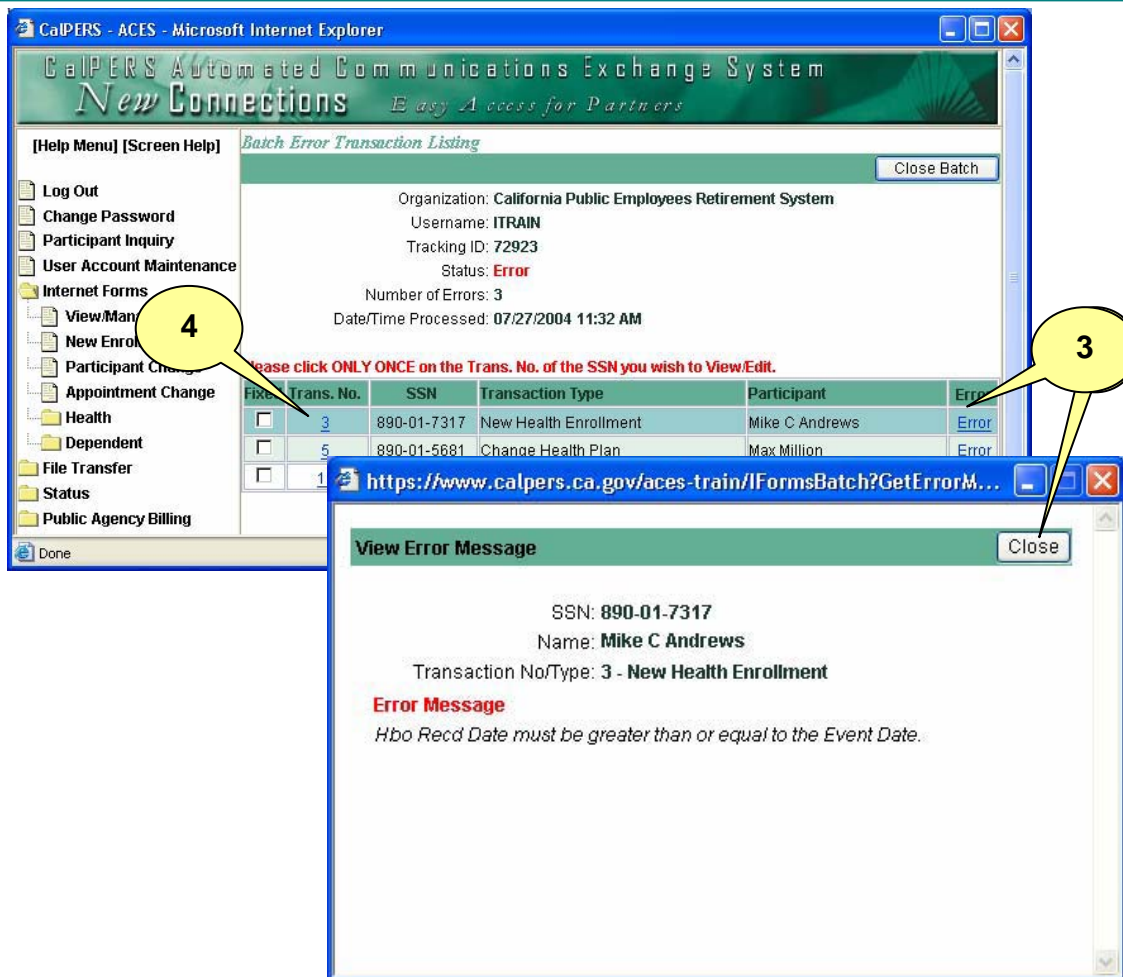 CalPERS - ACES - Microsoft Internet Explorer
CalPERS Automated Communications Exchange System
New Connections Easy Access for Partners
[Help Menu] [Screen Help]
Batch Error Transaction Listing
Close Batch
Log Out
Change Password
Participant Inquiry
User Account Maintenance
Internet Forms
Organization: California Public Employees Retirement System
Username: ITRAIN
Tracking ID: 72923
Status: Error
Number of Errors: 3
Date/Time Processed: 07/27/2004 11:32 AM
View/Man
New Enrol
Participant Change
Appointment Change
Health
Dependent
File Transfer
Status
Public Agency Billing
4
3
Please click ONLY ONCE on the Trans. No. of the SSN you wish to View/Edit.
Fixed Trans. No. SSN Transaction Type Participant Error
3 890-01-7317 New Health Enrollment Mike C Andrews Error
5 890-01-5681 Change Health Plan Max Million Error
1
Done
https://www.calpers.ca.gov/aces-train/IFormsBatch?GetErrorM...
View Error Message
Close
SSN: 890-01-7317
Name: Mike C Andrews
Transaction No/Type: 3 - New Health Enrollment
Error Message
Hbo Recd Date must be greater than or equal to the Event Date.